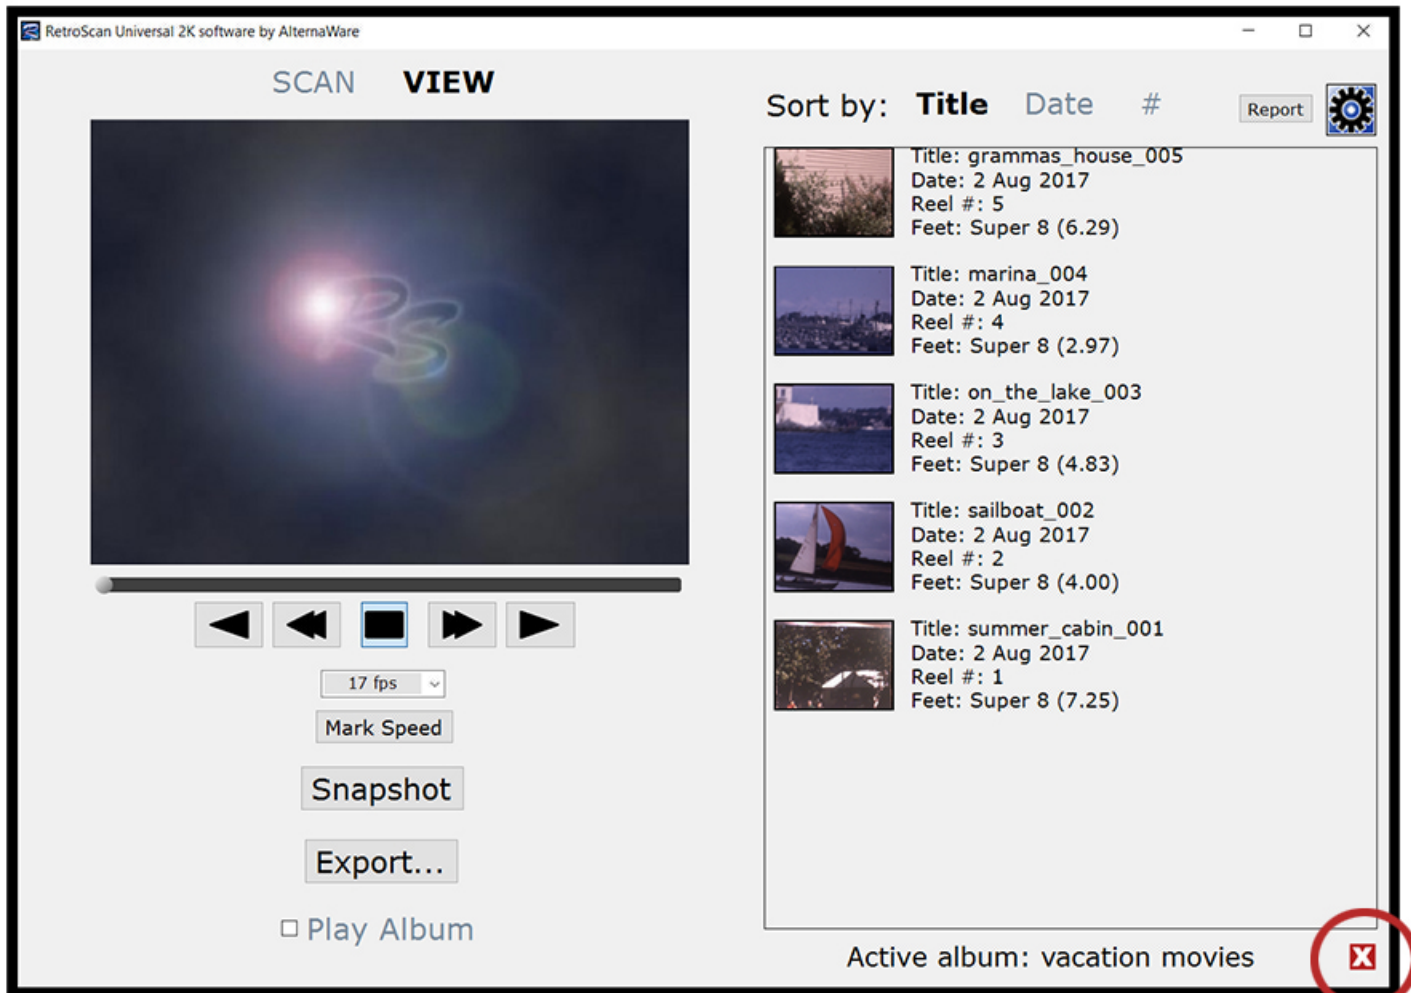 RetroScan Universal 2K software by AlternaWare
SCAN VIEW
Sort by: Title Date #
Report
Title: grammas_house_005
Date: 2 Aug 2017
Reel #: 5
Feet: Super 8 (6.29)
Title: marina_004
Date: 2 Aug 2017
Reel #: 4
Feet: Super 8 (2.97)
Title: on_the_lake_003
Date: 2 Aug 2017
Reel #: 3
Feet: Super 8 (4.83)
Title: sailboat_002
Date: 2 Aug 2017
Reel #: 2
Feet: Super 8 (4.00)
Title: summer_cabin_001
Date: 2 Aug 2017
Reel #: 1
Feet: Super 8 (7.25)
RS
17 fps
Mark Speed
Snapshot
Export...
Play Album
Active album: vacation movies
X